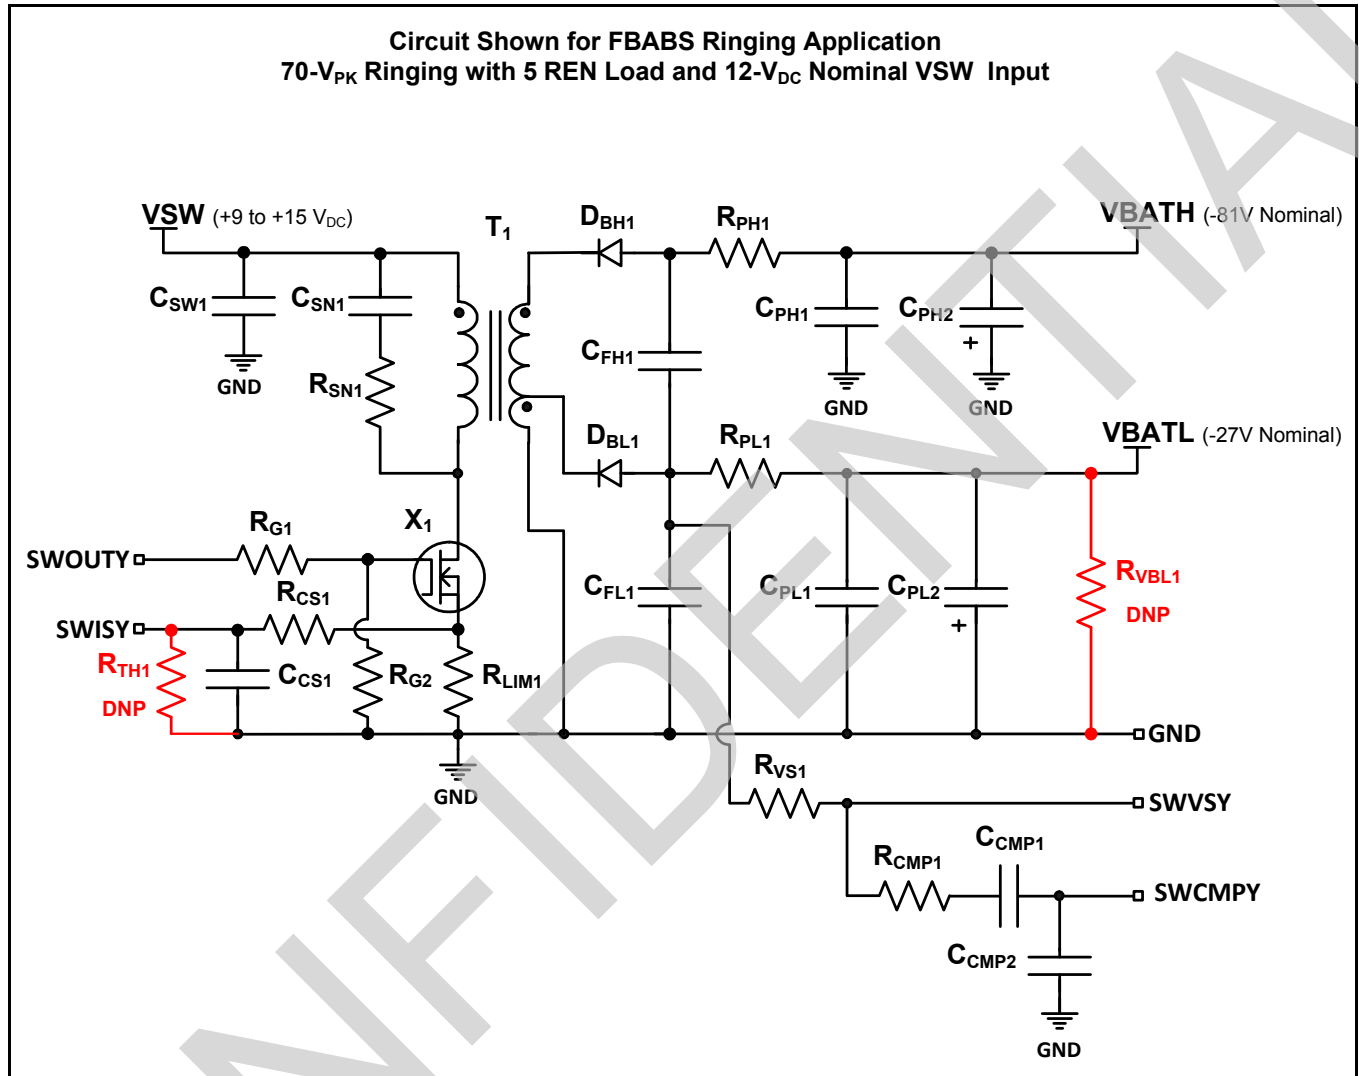 Circuit Shown for FBABS Ringing Application
70-VPK Ringing with 5 REN Load and 12-VDC Nominal VSW Input
VSW (+9 to +15 VDC)
T1
DBH1
RPH1
VBATH (-81V Nominal)
CSW1
CSN1
CPH1
CPH2
+
CFH1
GND
RSN1
GND
GND
DBL1
RPL1
VBATL (-27V Nominal)
X1
RG1
SWOUTY
RCS1
CFL1
CPL1
CPL2
+
RVBL1
DNP
SWISY
RTH1
DNP
CCS1
RG2
RLIM1
GND
GND
RVS1
SWVSY
CCMP1
RCMP1
SWCMPY
CCMP2
GND
NFIDENTIA